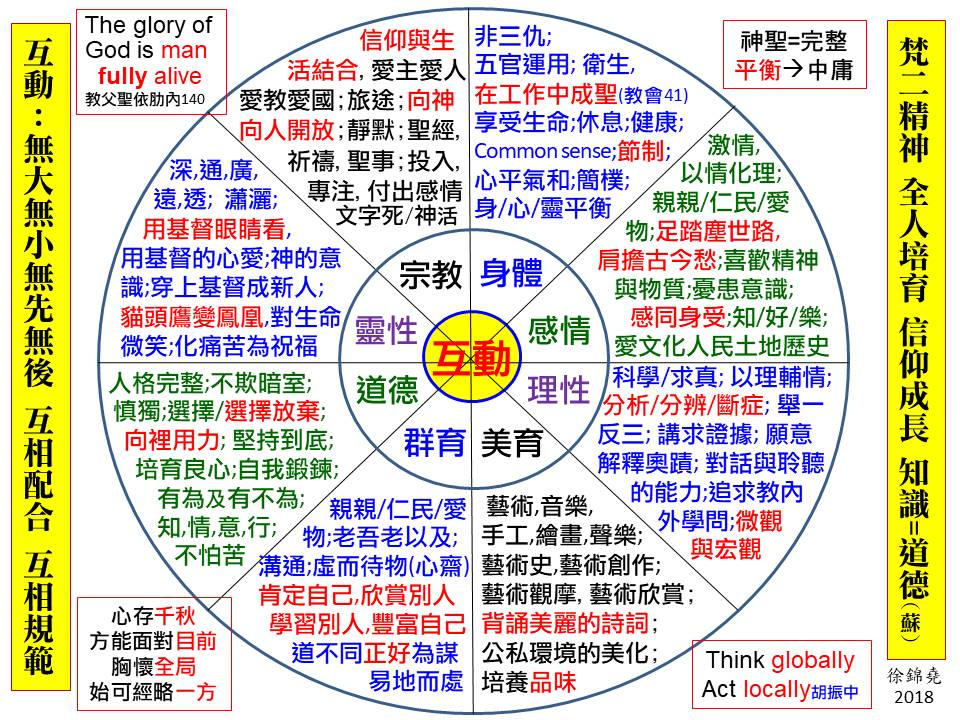 互動：無大無小無先無後 互相配合 互相規範
The glory of
God is man
fully alive
教父聖依肋內140
神聖=完整
平衡→中庸
梵二精神 全人培育 信仰成長 知識=道德(蘇)
信仰與生
活結合, 愛主愛人
愛教愛國;旅途;向神
向人開放;靜默;聖經,
祈禱, 聖事;投入,
專注, 付出感情
文字死/神活
非三仇;
五官運用; 衛生,
在工作中成聖(教會41)
享受生命;休息;健康;
Common sense;節制;
心平氣和;簡樸;
身/心/靈平衡
激情,
以情化理;
親親/仁民/愛
物;足踏塵世路,
肩擔古今愁;喜歡精神
與物質;憂患意識;
感同身受;知/好/樂;
愛文化人民土地歷史
深,通,廣,
遠,透; 瀟灑;
用基督眼睛看,
用基督的心愛;神的意
識;穿上基督成新人;
貓頭鷹變鳳凰,對生命
微笑;化痛苦為祝福
宗教
身體
靈性
感情
互動
道德
理性
群育
美育
人格完整;不欺暗室;
慎獨;選擇/選擇放棄;
向裡用力; 堅持到底;
培育良心;自我鍛鍊;
有為及有不為;
知,情,意,行;
不怕苦
科學/求真; 以理輔情;
分析/分辨/斷症; 舉一
反三; 講求證據; 願意
解釋奧蹟; 對話與聆聽
的能力;追求教內
外學問;微觀
與宏觀
親親/仁民/愛
物;老吾老以及;
溝通;虛而待物(心齋)
肯定自己,欣賞別人
學習別人,豐富自己
道不同正好為謀
易地而處
藝術,音樂,
手工,繪畫,聲樂;
藝術史,藝術創作;
藝術觀摩, 藝術欣賞;
背誦美麗的詩詞;
公私環境的美化;
培養品味
心存千秋
方能面對目前
胸懷全局
始可經略一方
Think globally
Act locally胡振中
徐錦堯
2018